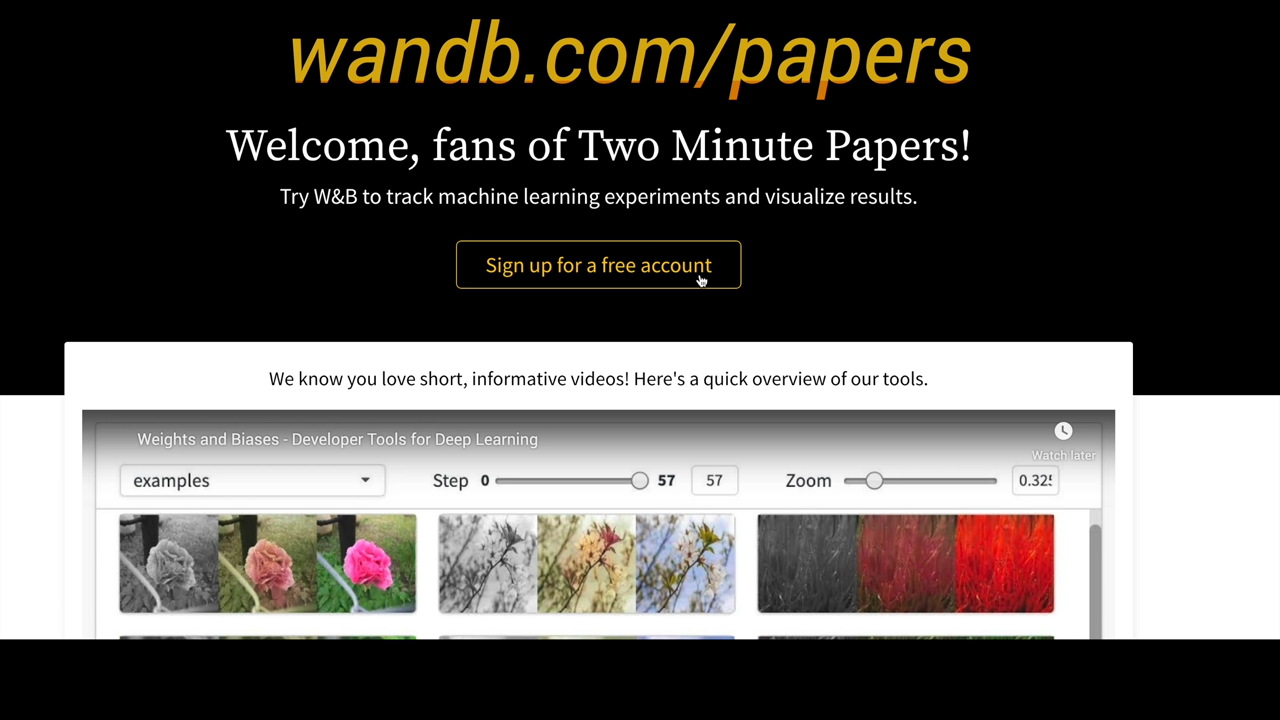 wandb.com/papers
Welcome, fans of Two Minute Papers!
Try W&B to track machine learning experiments and visualize results.
Sign up for a free account
We know you love short, informative videos! Here's a quick overview of our tools.
Weights and Biases - Developer Tools for Deep Learning
Watch later
examples Step 0 57 57 Zoom 0.325